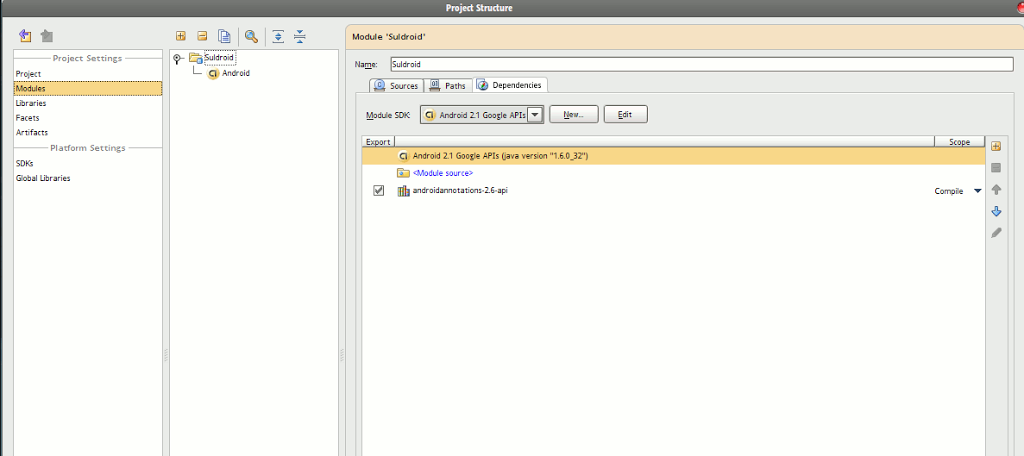 Project Structure
Project Settings
Project
Modules
Libraries
Facets
Artifacts
Platform Settings
SDKs
Global Libraries
Suldroid
Android
Module 'Suldroid'
Name: Suldroid
Sources Paths Dependencies
Module SDK: Android 2.1 Google APIs New... Edit
Export Scope
Android 2.1 Google APIs (java version "1.6.0_32")
<Module source>
androidannotations-2.6-api Compile